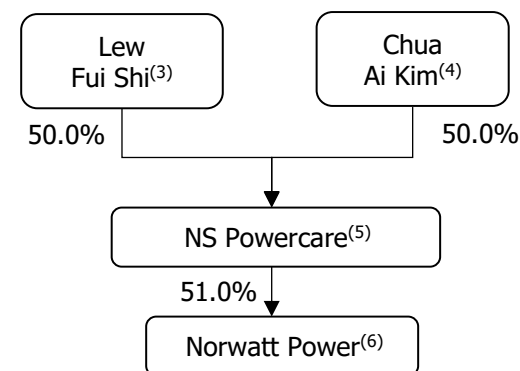 Lew
Fui Shi(3)
Chua
Ai Kim(4)
50.0%
50.0%
NS Powercare(5)
51.0%
Norwatt Power(6)